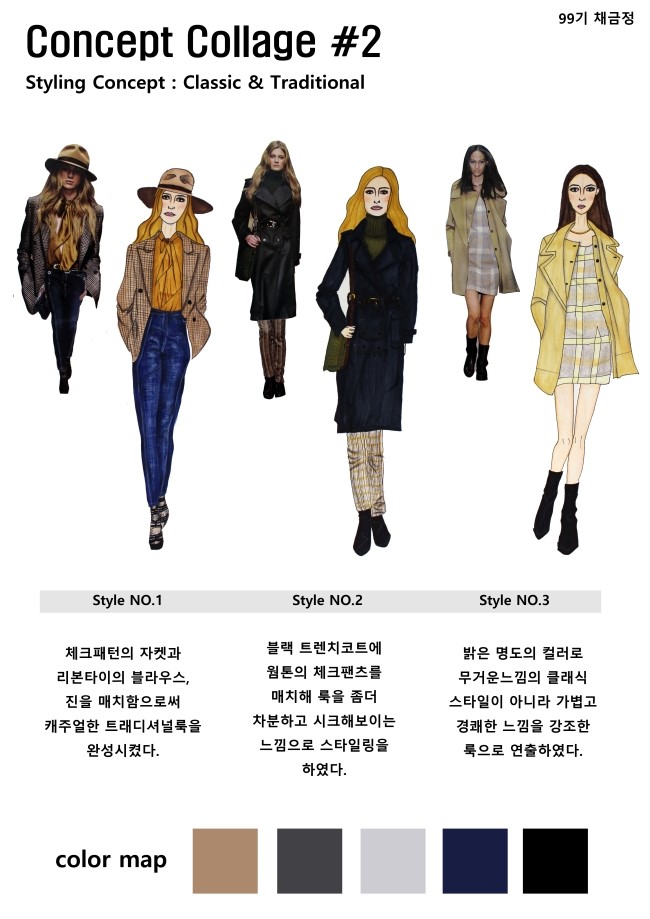 99기 채금정
Concept Collage #2
Styling Concept : Classic & Traditional
Style NO.1
Style NO.2
Style NO.3
체크패턴의 자켓과
리본타이의 블라우스,
진을 매치함으로써
캐주얼한 트래디셔널룩을
완성시켰다.
블랙 트렌치코트에
웜톤의 체크팬츠를
매치해 룩을 좀더
차분하고 시크해보이는
느낌으로 스타일링을
하였다.
밝은 명도의 컬러로
무거운느낌의 클래식
스타일이 아니라 가볍고
경쾌한 느낌을 강조한
룩으로 연출하였다.
color map